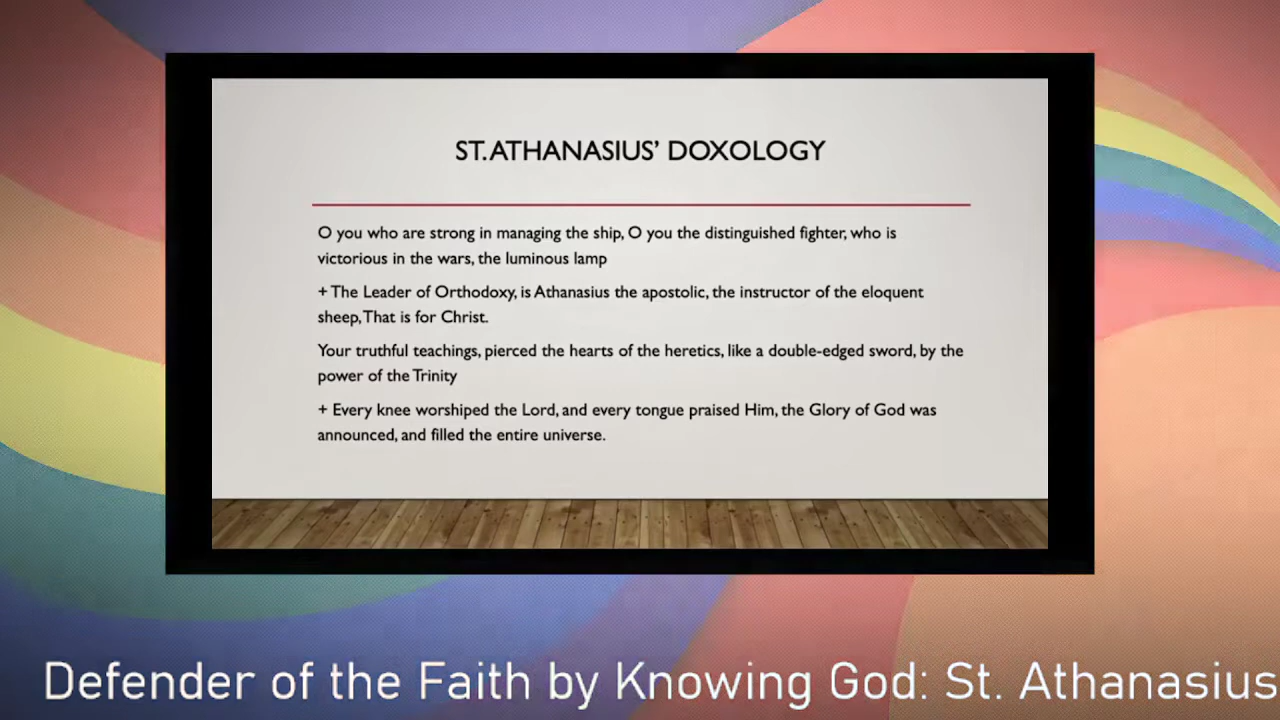 ST. ATHANASIUS' DOXOLOGY
O you who are strong in managing the ship, O you the distinguished fighter, who is
victorious in the wars, the luminous lamp
+ The Leader of Orthodoxy, is Athanasius the apostolic, the instructor of the eloquent
sheep, That is for Christ.
Your truthful teachings, pierced the hearts of the heretics, like a double-edged sword, by the
power of the Trinity
+ Every knee worshiped the Lord, and every tongue praised Him, the Glory of God was
announced, and filled the entire universe.
Defender of the Faith by Knowing God: St. Athanasius